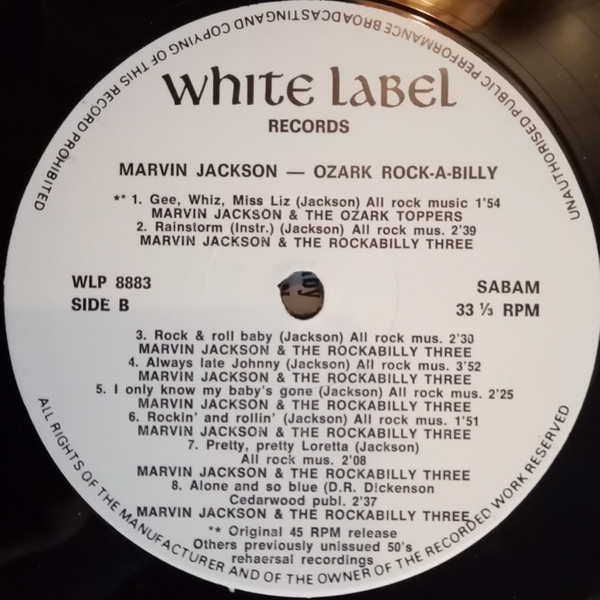 UNAUTHORISED PUBLIC PERFORMANCE BROADCASTING AND COPYING OF THIS RECORD PROHIBITED
WHITE LABEL
RECORDS
MARVIN JACKSON — OZARK ROCK-A-BILLY
** 1. Gee, Whiz, Miss Liz (Jackson) All rock music 1'54
MARVIN JACKSON & THE OZARK TOPPERS
2. Rainstorm (Instr.) (Jackson) All rock mus. 2'39
MARVIN JACKSON & THE ROCKABILLY THREE
WLP 8883
SIDE B
SABAM
33 ⅓ RPM
3. Rock & roll baby (Jackson) All rock mus. 2'30
MARVIN JACKSON & THE ROCKABILLY THREE
4. Always late Johnny (Jackson) All rock mus. 3'52
MARVIN JACKSON & THE ROCKABILLY THREE
5. I only know my baby's gone (Jackson) All rock mus. 2'25
MARVIN JACKSON & THE ROCKABILLY THREE
6. Rockin' and rollin' (Jackson) All rock mus. 1'51
MARVIN JACKSON & THE ROCKABILLY THREE
7. Pretty, pretty Loretta (Jackson)
All rock mus. 2'08
MARVIN JACKSON & THE ROCKABILLY THREE
8. Alone and so blue (D.R. Dickenson
Cedarwood publ. 2'37
MARVIN JACKSON & THE ROCKABILLY THREE
** Original 45 RPM release
Others previously unissued 50's
rehaersal recordings
ALL RIGHTS OF THE MANUFACTURER AND OF THE OWNER OF THE RECORDED WORK RESERVED